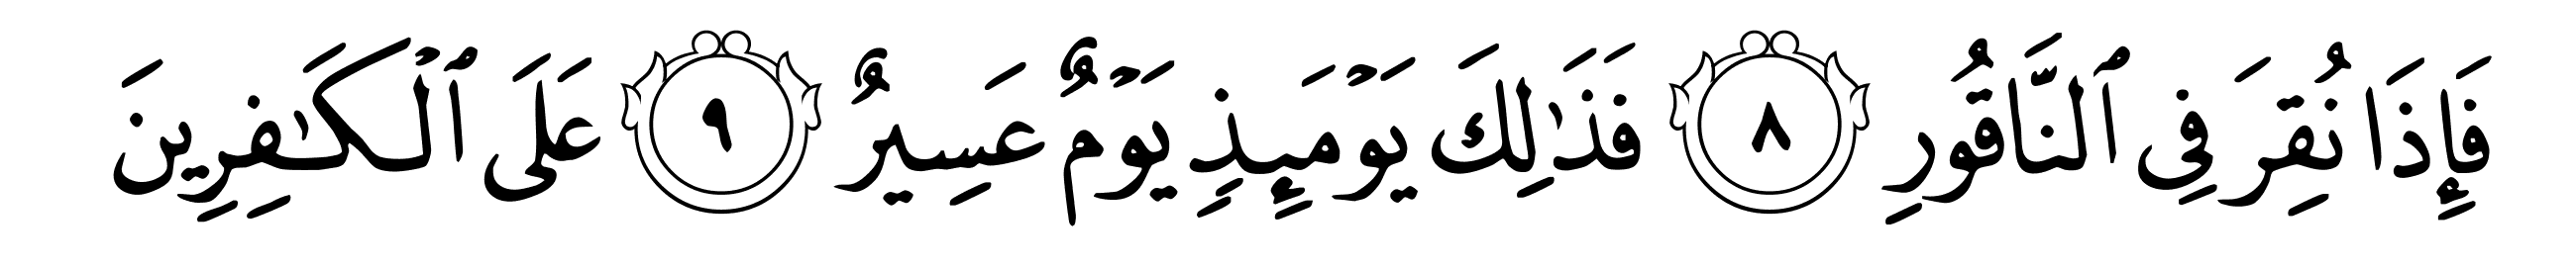 فَإِذَا نُقِرَ فِى ٱلنَّاقُورِ ٨ فَذَٰلِكَ يَوْمَئِذٍ يَوْمٌ عَسِيرٌ ٩ عَلَى ٱلْكَـٰفِرِينَ